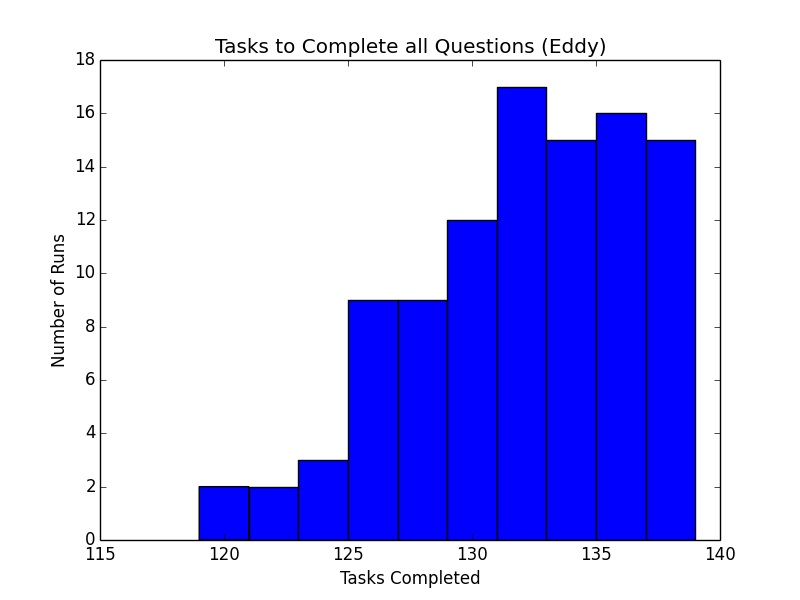 Tasks to Complete all Questions (Eddy)
18
16
14
12
10
8
6
4
2
0
Number of Runs
115 120 125 130 135 140
Tasks Completed